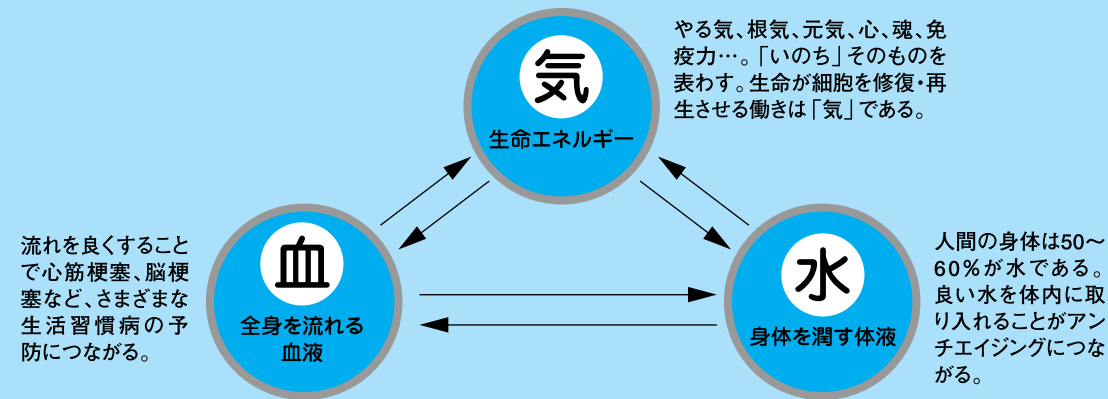 気
生命エネルギー
やる気、根気、元気、心、魂、免
疫力…。「いのち」そのものを
表わす。生命が細胞を修復・再
生させる働きは「気」である。
血
全身を流れる
血液
流れを良くすること
で心筋梗塞、脳梗
塞など、さまざまな
生活習慣病の予
防につながる。
水
身体を潤す体液
人間の身体は50〜
60％が水である。
良い水を体内に取
り入れることがアン
チエイジングにつな
がる。